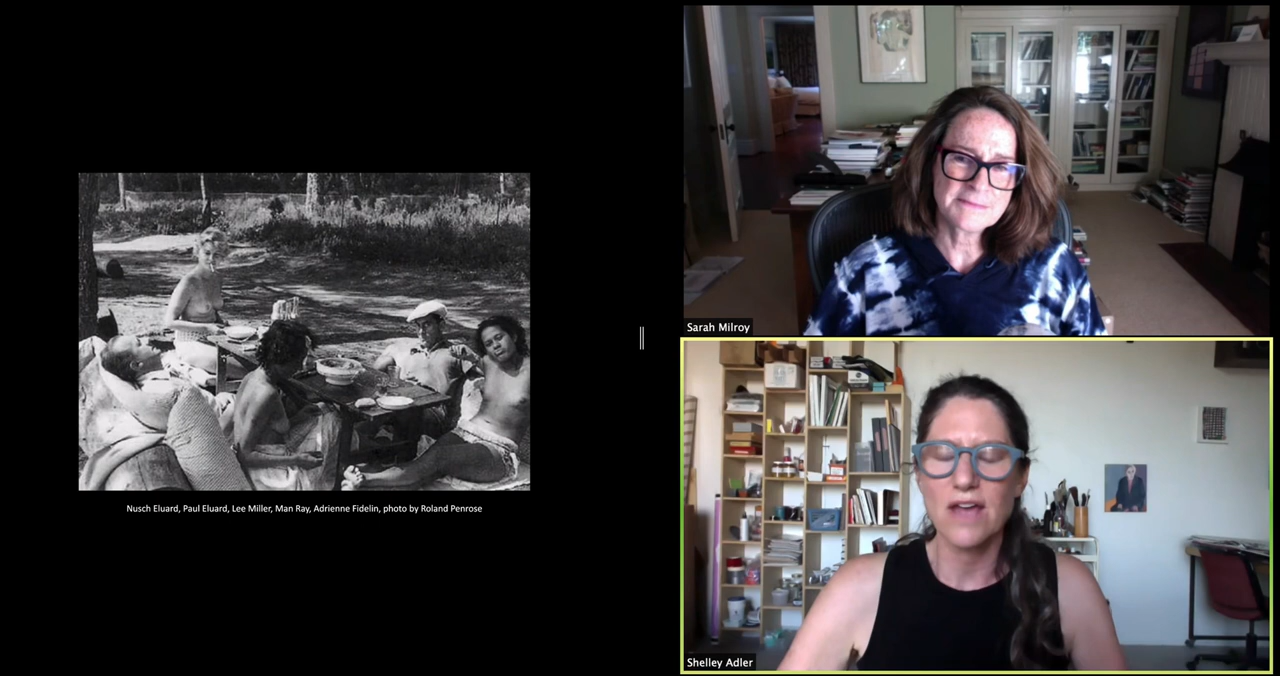 Nusch Eluard, Paul Eluard, Lee Miller, Man Ray, Adrienne Fidelin, photo by Roland Penrose
Sarah Milroy
Shelley Adler